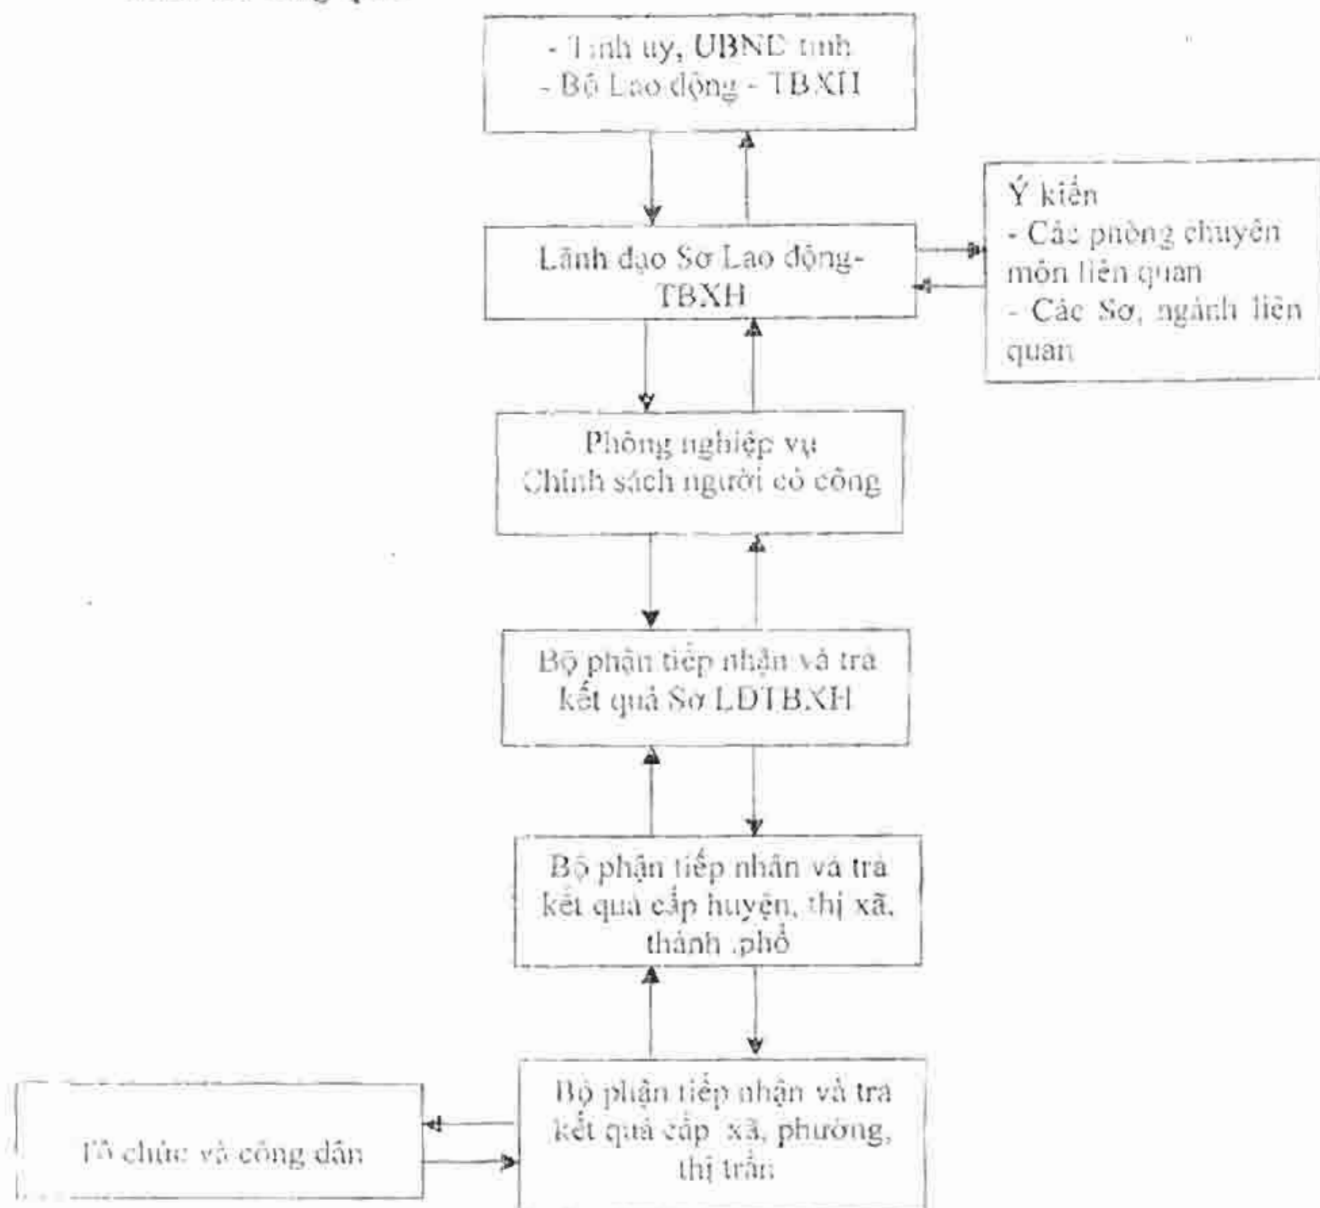 - Tỉnh uỷ, UBND tỉnh
- Bộ Lao động - TBXH
Ý kiến
- Các phòng chuyên
môn liên quan
- Các Sở, ngành liên
quan
Lãnh đạo Sở Lao động-
TBXH
Phòng nghiệp vụ
Chính sách người có công
Bộ phận tiếp nhận và trả
kết quả Sở LĐTBXH
Bộ phận tiếp nhận và trả
kết quả cấp huyện, thị xã,
thành .phố
Bộ phận tiếp nhận và trả
kết quả cấp xã, phường,
thị trấn
Tổ chức và công dân